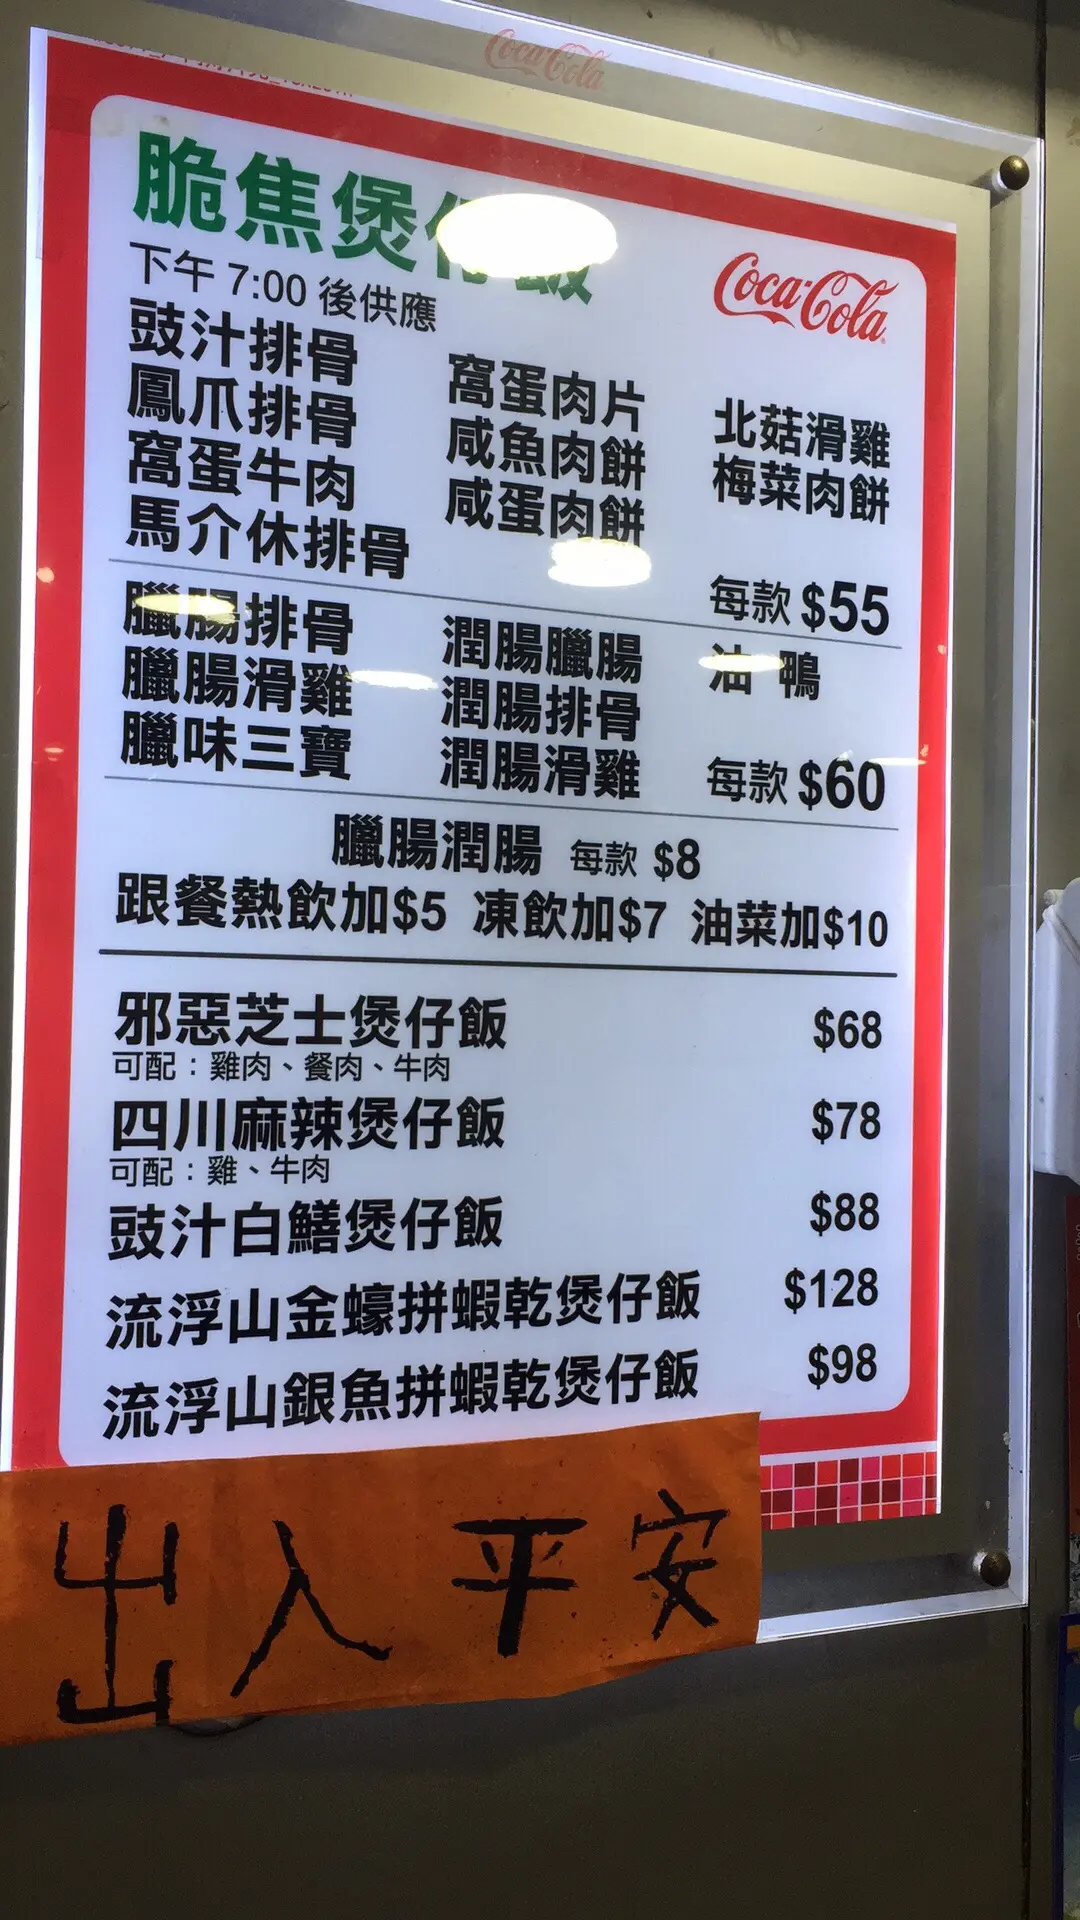 Coca-Cola
脆焦煲仔飯
Coca-Cola
下午 7:00 後供應
豉汁排骨 窩蛋肉片 北菇滑雞
鳳爪排骨 咸魚肉餅 梅菜肉餅
窩蛋牛肉 咸蛋肉餅
馬介休排骨
每款 $55
臘腸排骨 潤腸臘腸 油鴨
臘腸滑雞 潤腸排骨
臘味三寶 潤腸滑雞 每款 $60
臘腸潤腸 每款 $8
跟餐熱飲加$5 凍飲加$7 油菜加$10
邪惡芝士煲仔飯 $68
可配：雞肉、餐肉、牛肉
四川麻辣煲仔飯 $78
可配：雞、牛肉
豉汁白鱔煲仔飯 $88
流浮山金蠔拼蝦乾煲仔飯 $128
流浮山銀魚拼蝦乾煲仔飯 $98
出入平安